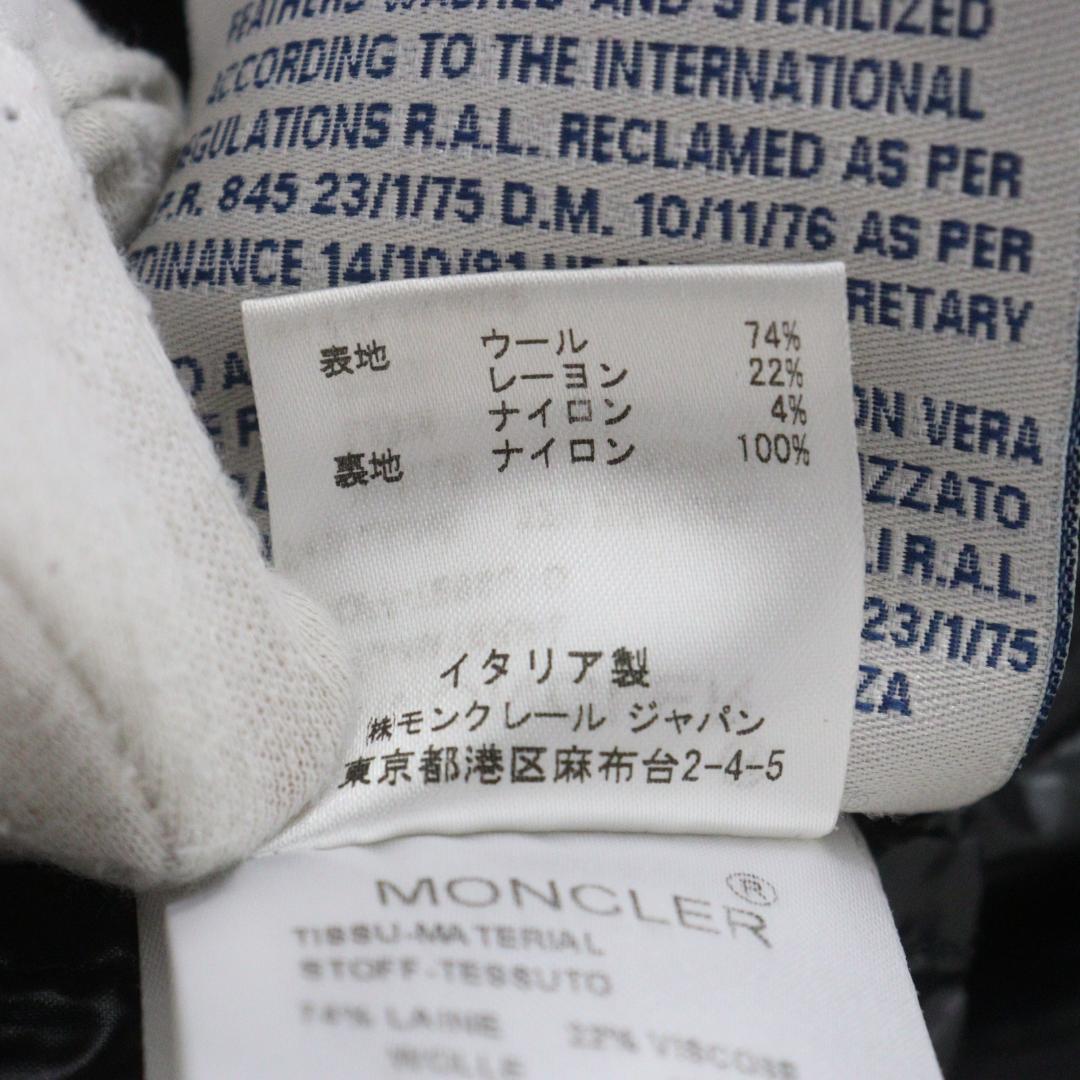 FEATHERS WASHED AND STERILIZED
ACCORDING TO THE INTERNATIONAL
REGULATIONS R.A.L. RECLAMED AS PER
P.R. 845 23/1/75 D.M. 10/11/76 AS PER
DINANCE 14/10/81
RETARY
ON VERA
ZZATO
R.A.L.
23/1/75
ZA
表地 ウール 74%
レーヨン 22%
ナイロン 4%
裏地 ナイロン 100%
イタリア製
㈱モンクレール ジャパン
東京都港区麻布台2-4-5
MONCLER®
TISSU-MATERIAL
STOFF-TESSUTO
74% LAINE 22% VISCOSE
WOLLE